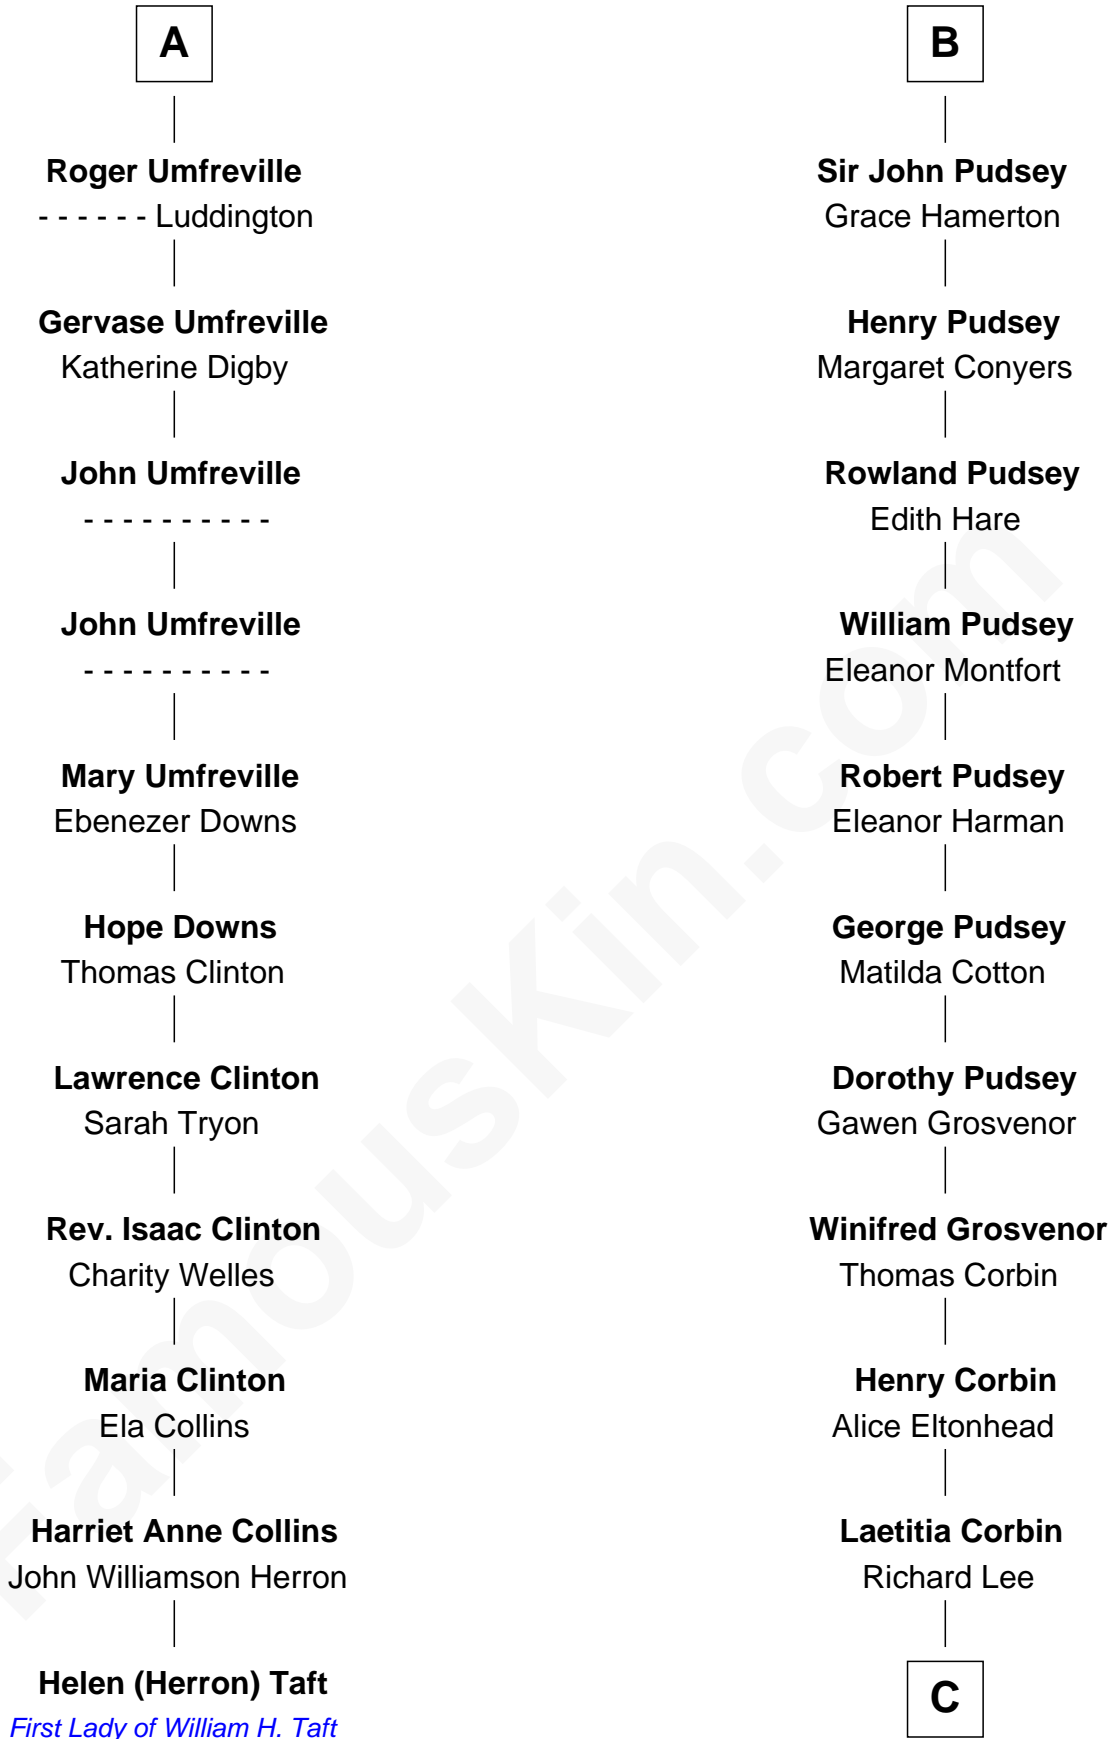 A
Roger Umfreville
- - - - - - Luddington
Gervase Umfreville
Katherine Digby
John Umfreville
- - - - - - - - - -
John Umfreville
- - - - - - - - - -
Mary Umfreville
Ebenezer Downs
Hope Downs
Thomas Clinton
Lawrence Clinton
Sarah Tryon
Rev. Isaac Clinton
Charity Welles
Maria Clinton
Ela Collins
Harriet Anne Collins
John Williamson Herron
Helen (Herron) Taft
First Lady of William H. Taft
B
Sir John Pudsey
Grace Hamerton
Henry Pudsey
Margaret Conyers
Rowland Pudsey
Edith Hare
William Pudsey
Eleanor Montfort
Robert Pudsey
Eleanor Harman
George Pudsey
Matilda Cotton
Dorothy Pudsey
Gawen Grosvenor
Winifred Grosvenor
Thomas Corbin
Henry Corbin
Alice Eltonhead
Laetitia Corbin
Richard Lee
C
FamousKin.com